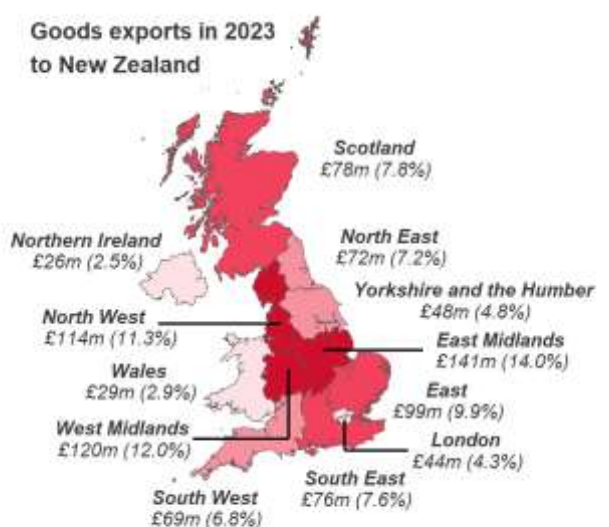 Goods exports in 2023
to New Zealand
Scotland
£78m (7.8%)
Northern Ireland
£26m (2.5%)
North East
£72m (7.2%)
Yorkshire and the Humber
£48m (4.8%)
North West
£114m (11.3%)
East Midlands
£141m (14.0%)
Wales
£29m (2.9%)
East
£99m (9.9%)
West Midlands
£120m (12.0%)
London
£44m (4.3%)
South East
£76m (7.6%)
South West
£69m (6.8%)